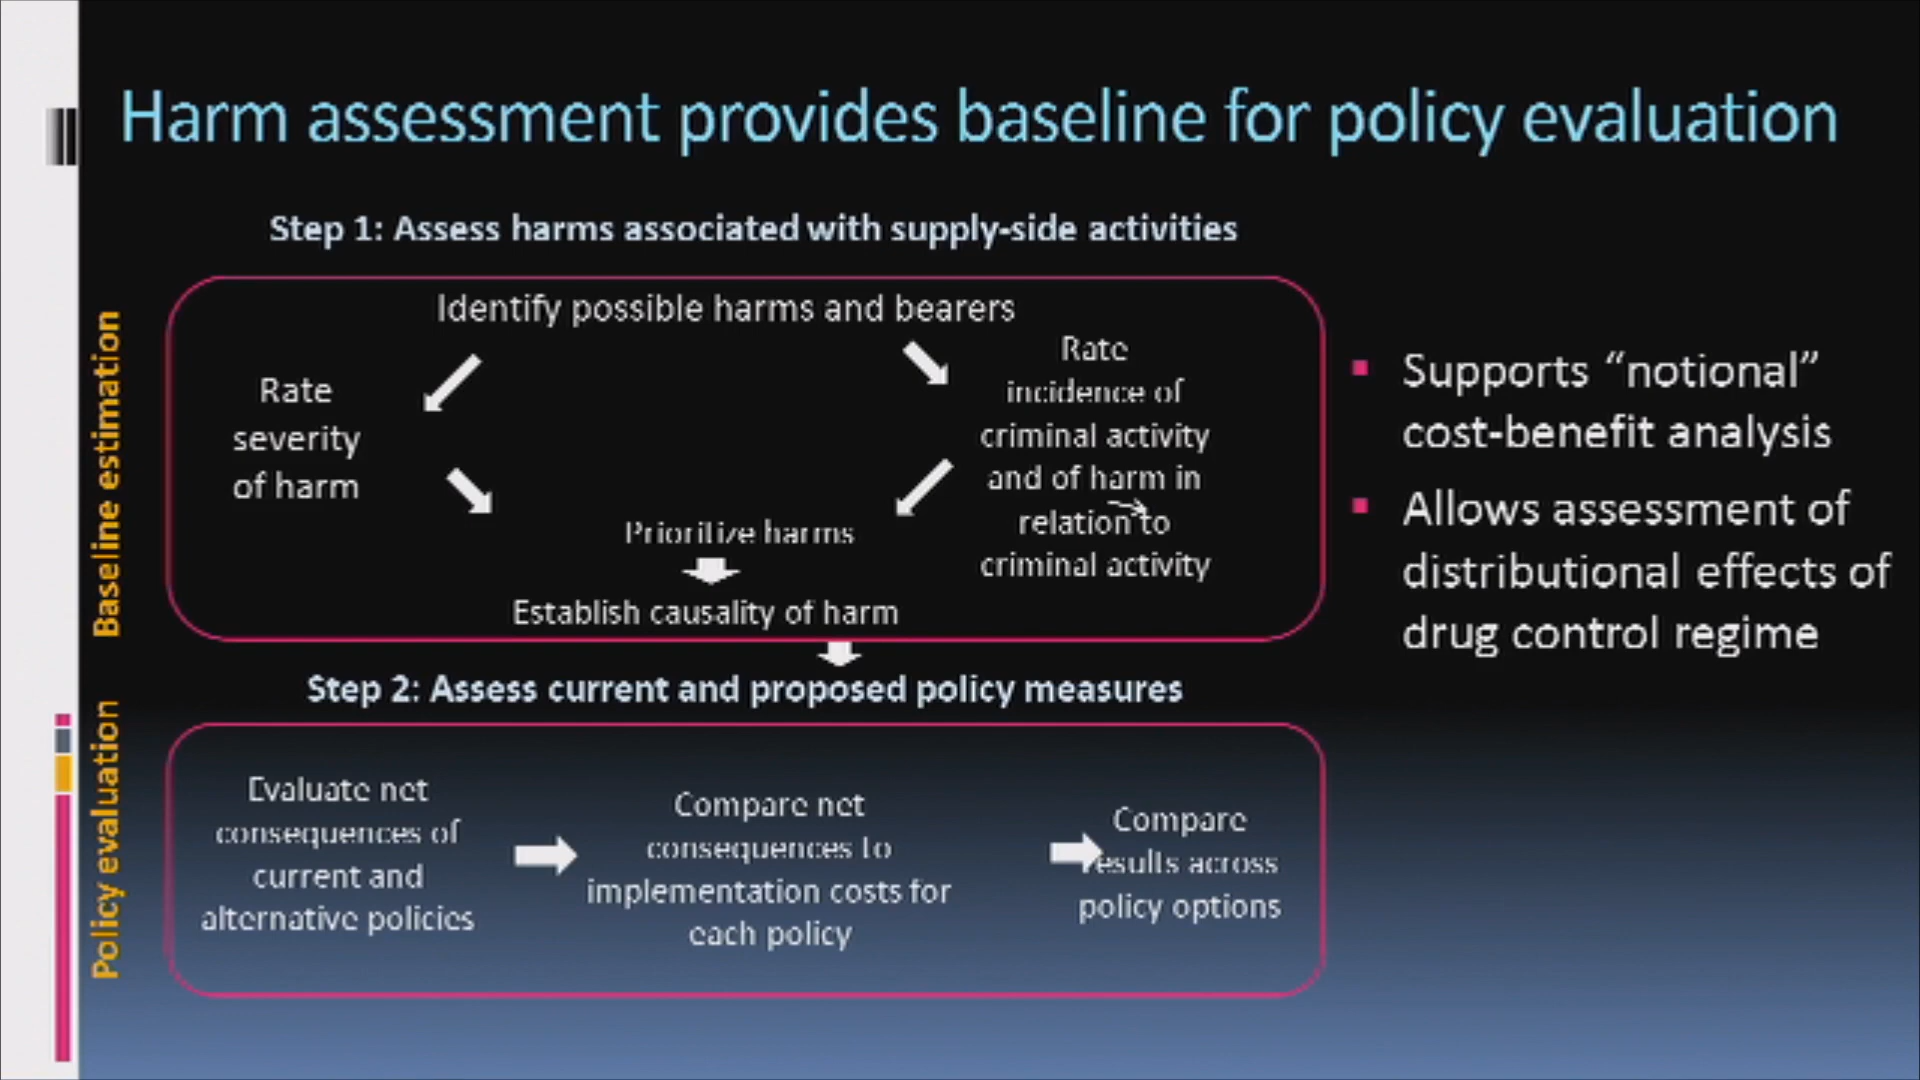 Harm assessment provides baseline for policy evaluation
Step 1: Assess harms associated with supply-side activities
Baseline estimation
Identify possible harms and bearers
Rate
severity
of harm
Rate
incidence of
criminal activity
and of harm in
relation to
criminal activity
Prioritize harms
Establish causality of harm
Step 2: Assess current and proposed policy measures
Policy evaluation
Evaluate net
consequences of
current and
alternative policies
Compare net
consequences to
implementation costs for
each policy
Compare
results across
policy options
Supports “notional”
cost-benefit analysis
Allows assessment of
distributional effects of
drug control regime